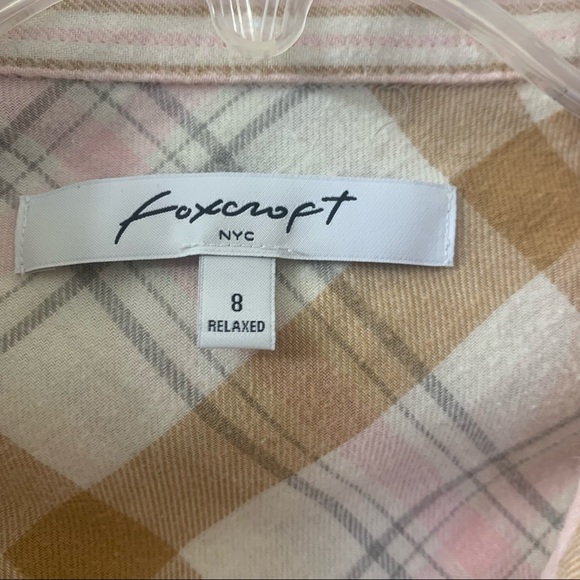 Foxcroft
NYC
8
RELAXED